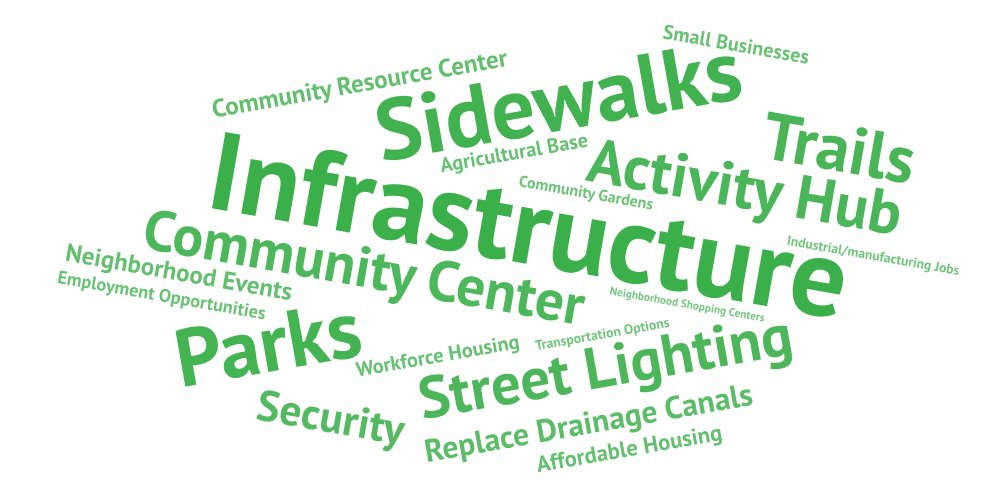 Small Businesses
Community Resource Center
Sidewalks
Trails
Agricultural Base
Activity Hub
Infrastructure
Community Gardens
Community Center
Industrial/manufacturing Jobs
Neighborhood Events
Employment Opportunities
Neighborhood Shopping Centers
Parks
Transportation Options
Workforce Housing
Street Lighting
Security
Replace Drainage Canals
Affordable Housing